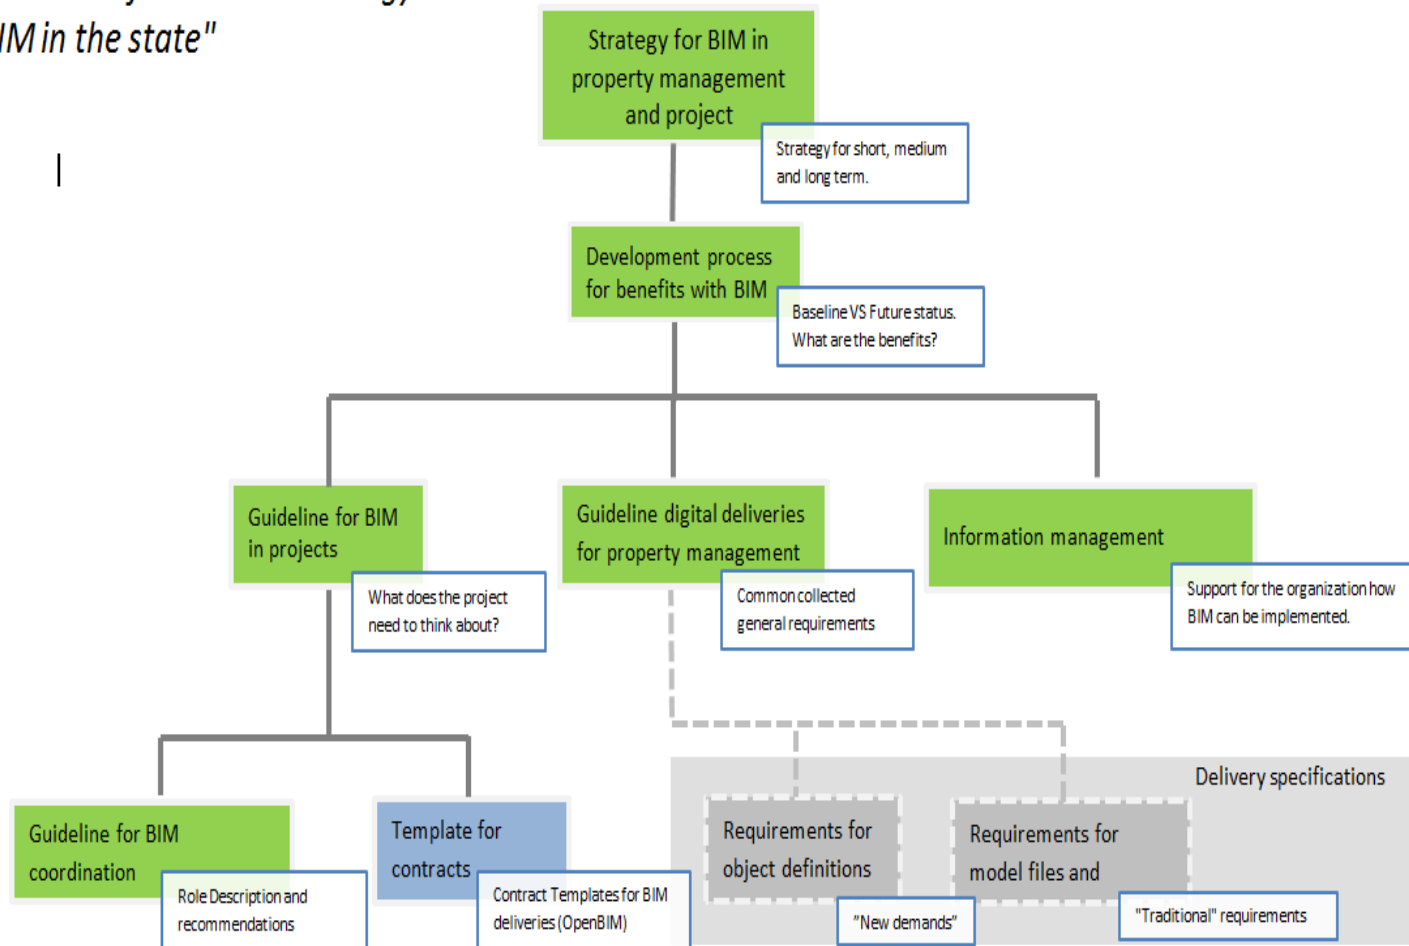 IM in the state"
Strategy for BIM in
property management
and project
Strategy for short, medium
and long term.
Development process
for benefits with BIM
Baseline VS Future status.
What are the benefits?
Guideline for BIM
in projects
What does the project
need to think about?
Guideline digital deliveries
for property management
Common collected
general requirements
Information management
Support for the organization how
BIM can be implemented.
Delivery specifications
Guideline for BIM
coordination
Role Description and
recommendations
Template for
contracts
Contract Templates for BIM
deliveries (OpenBIM)
Requirements for
object definitions
"New demands"
Requirements for
model files and
"Traditional" requirements